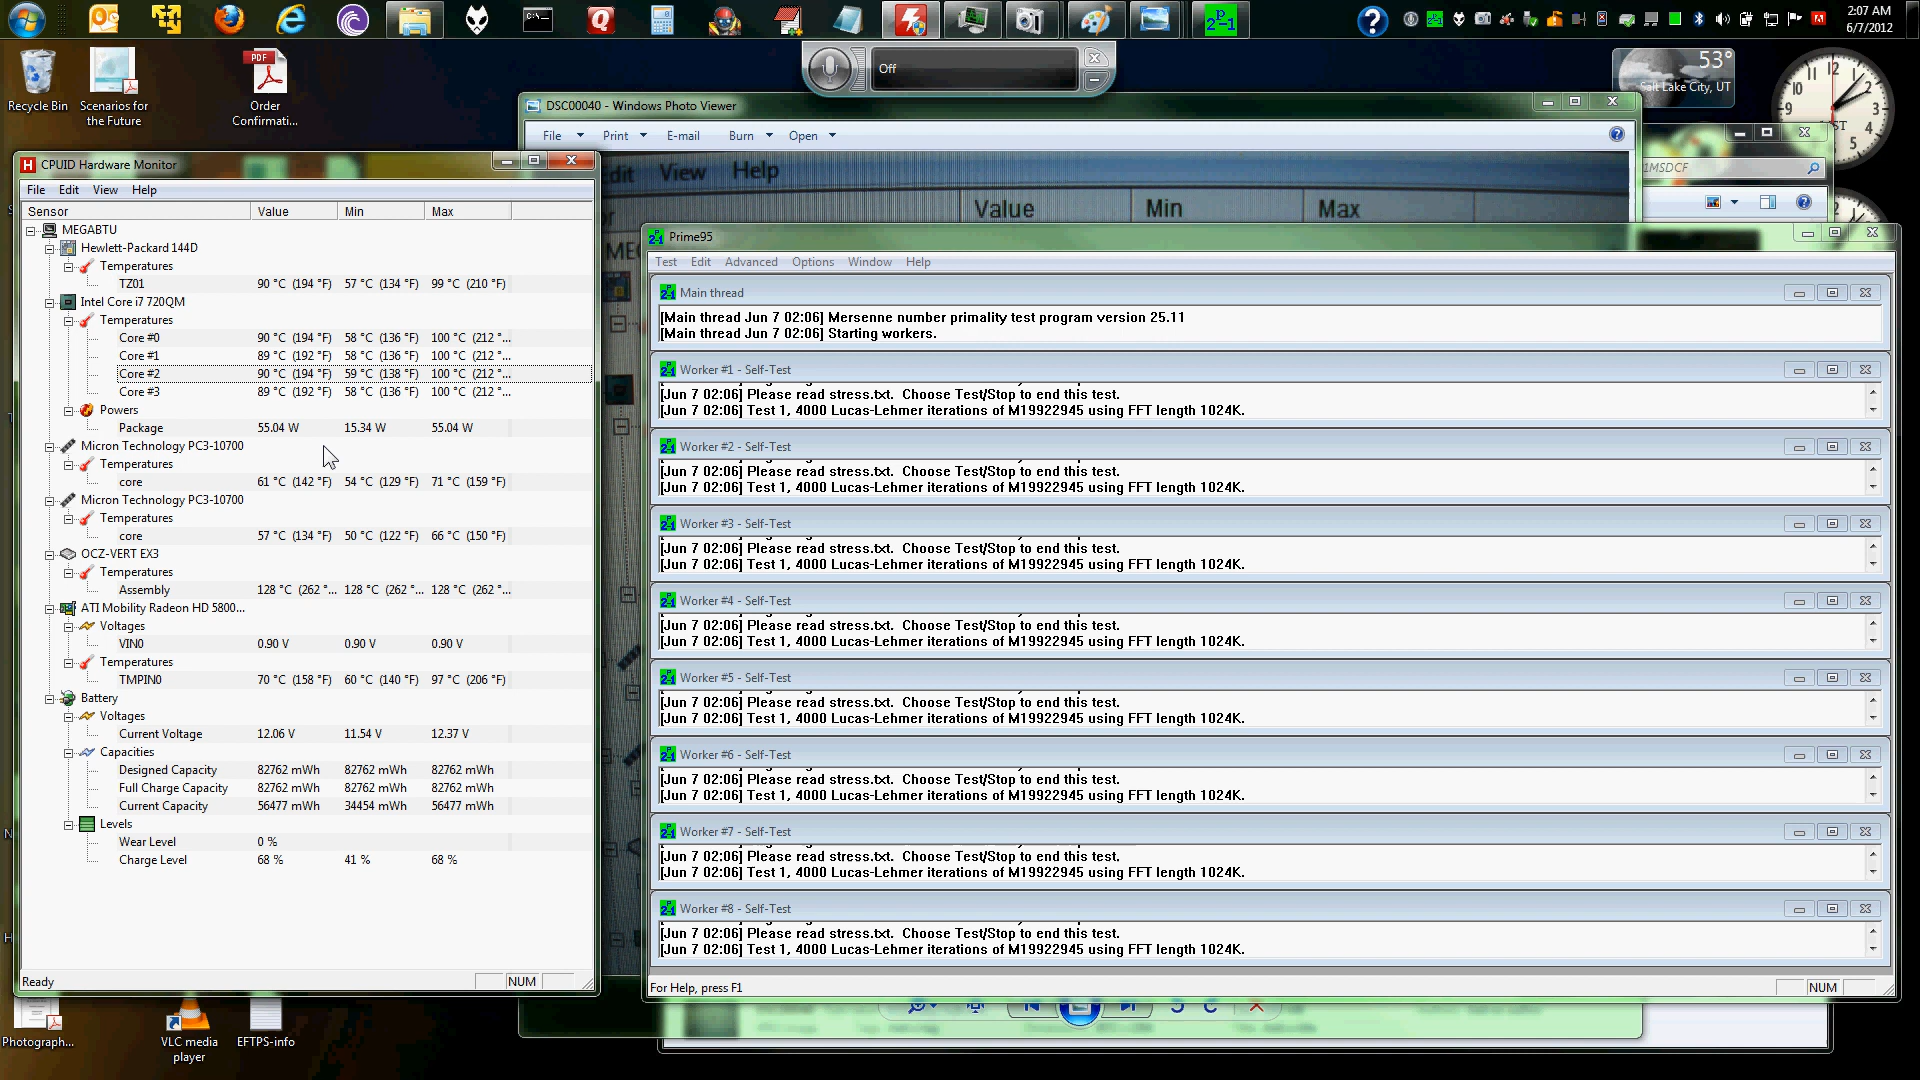 2:07 AM
6/7/2012
Recycle Bin
Scenarios for
the Future
PDF
Order
Confirmati...
Off
53°
Salt Lake City, UT
DSC00040 - Windows Photo Viewer
File Print E-mail Burn Open
View Help
Value Min Max
CPUID Hardware Monitor
File Edit View Help
Sensor Value Min Max
MEGABTU
Hewlett-Packard 144D
Temperatures
TZ01 90 °C (194 °F) 57 °C (134 °F) 99 °C (210 °F)
Intel Core i7 720QM
Temperatures
Core #0 90 °C (194 °F) 58 °C (136 °F) 100 °C (212 °...
Core #1 89 °C (192 °F) 58 °C (136 °F) 100 °C (212 °...
Core #2 90 °C (194 °F) 59 °C (138 °F) 100 °C (212 °...
Core #3 89 °C (192 °F) 58 °C (136 °F) 100 °C (212 °...
Powers
Package 55.04 W 15.34 W 55.04 W
Micron Technology PC3-10700
Temperatures
core 61 °C (142 °F) 54 °C (129 °F) 71 °C (159 °F)
Micron Technology PC3-10700
Temperatures
core 57 °C (134 °F) 50 °C (122 °F) 66 °C (150 °F)
OCZ-VERT EX3
Temperatures
Assembly 128 °C (262 °... 128 °C (262 °... 128 °C (262 °...
ATI Mobility Radeon HD 5800...
Voltages
VIN0 0.90 V 0.90 V 0.90 V
Temperatures
TMPIN0 70 °C (158 °F) 60 °C (140 °F) 97 °C (206 °F)
Battery
Voltages
Current Voltage 12.06 V 11.54 V 12.37 V
Capacities
Designed Capacity 82762 mWh 82762 mWh 82762 mWh
Full Charge Capacity 82762 mWh 82762 mWh 82762 mWh
Current Capacity 56477 mWh 34454 mWh 56477 mWh
Levels
Wear Level 0 %
Charge Level 68 % 41 % 68 %
Ready NUM
Prime95
Test Edit Advanced Options Window Help
Main thread
[Main thread Jun 7 02:06] Mersenne number primality test program version 25.11
[Main thread Jun 7 02:06] Starting workers.
Worker #1 - Self-Test
[Jun 7 02:06] Please read stress.txt. Choose Test/Stop to end this test.
[Jun 7 02:06] Test 1, 4000 Lucas-Lehmer iterations of M19922945 using FFT length 1024K.
Worker #2 - Self-Test
[Jun 7 02:06] Please read stress.txt. Choose Test/Stop to end this test.
[Jun 7 02:06] Test 1, 4000 Lucas-Lehmer iterations of M19922945 using FFT length 1024K.
Worker #3 - Self-Test
[Jun 7 02:06] Please read stress.txt. Choose Test/Stop to end this test.
[Jun 7 02:06] Test 1, 4000 Lucas-Lehmer iterations of M19922945 using FFT length 1024K.
Worker #4 - Self-Test
[Jun 7 02:06] Please read stress.txt. Choose Test/Stop to end this test.
[Jun 7 02:06] Test 1, 4000 Lucas-Lehmer iterations of M19922945 using FFT length 1024K.
Worker #5 - Self-Test
[Jun 7 02:06] Please read stress.txt. Choose Test/Stop to end this test.
[Jun 7 02:06] Test 1, 4000 Lucas-Lehmer iterations of M19922945 using FFT length 1024K.
Worker #6 - Self-Test
[Jun 7 02:06] Please read stress.txt. Choose Test/Stop to end this test.
[Jun 7 02:06] Test 1, 4000 Lucas-Lehmer iterations of M19922945 using FFT length 1024K.
Worker #7 - Self-Test
[Jun 7 02:06] Please read stress.txt. Choose Test/Stop to end this test.
[Jun 7 02:06] Test 1, 4000 Lucas-Lehmer iterations of M19922945 using FFT length 1024K.
Worker #8 - Self-Test
[Jun 7 02:06] Please read stress.txt. Choose Test/Stop to end this test.
[Jun 7 02:06] Test 1, 4000 Lucas-Lehmer iterations of M19922945 using FFT length 1024K.
For Help, press F1 NUM
Photograph...
VLC media
player
EFTPS-info